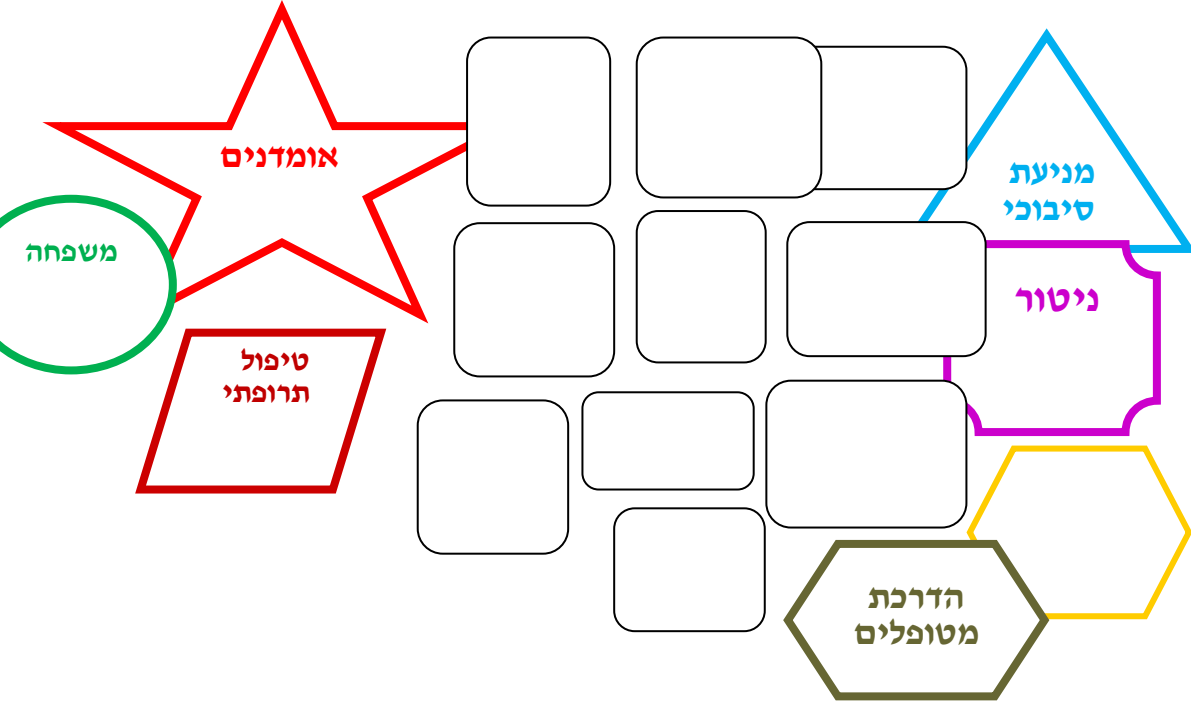 אומדנים
מניעת
סיבוכי
משפחה
ניטור
טיפול
תרופתי
הדרכת
מטופלים